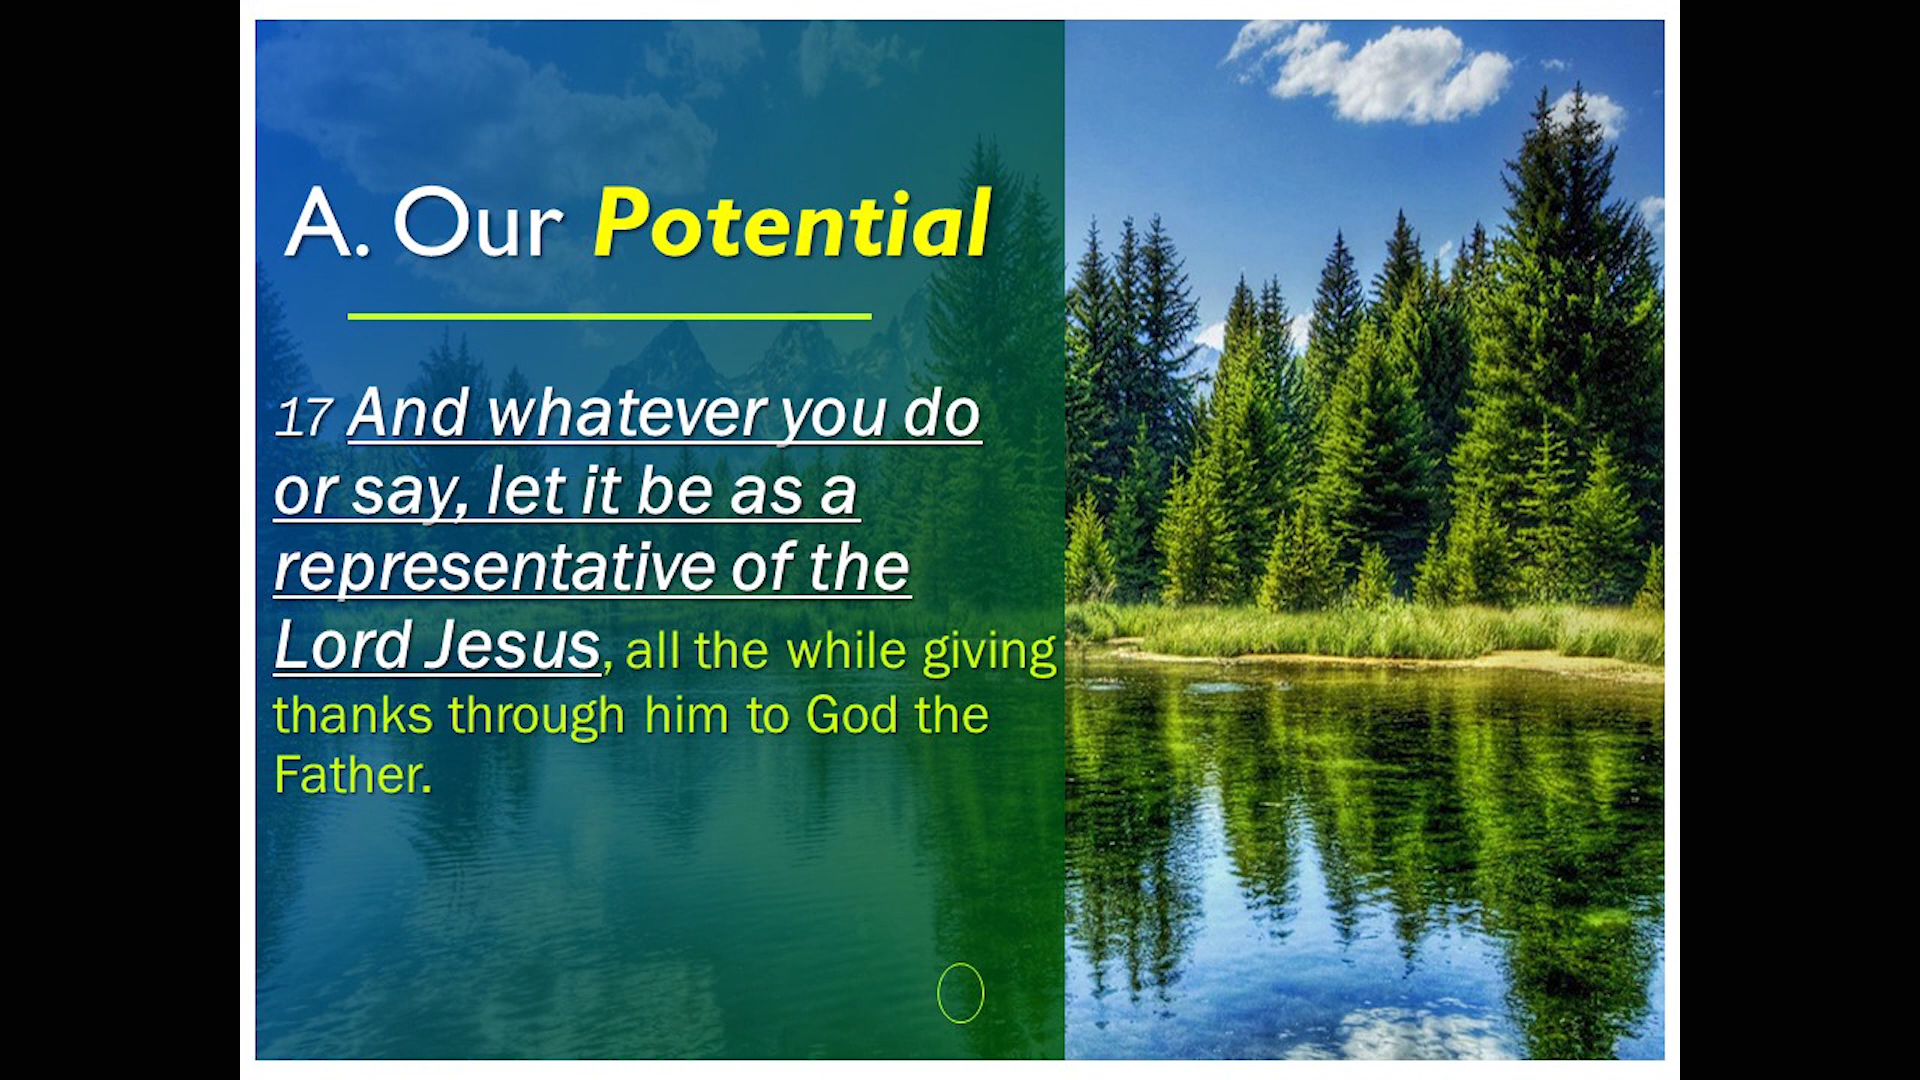 A. Our Potential
17 And whatever you do
or say, let it be as a
representative of the
Lord Jesus, all the while giving
thanks through him to God the
Father.